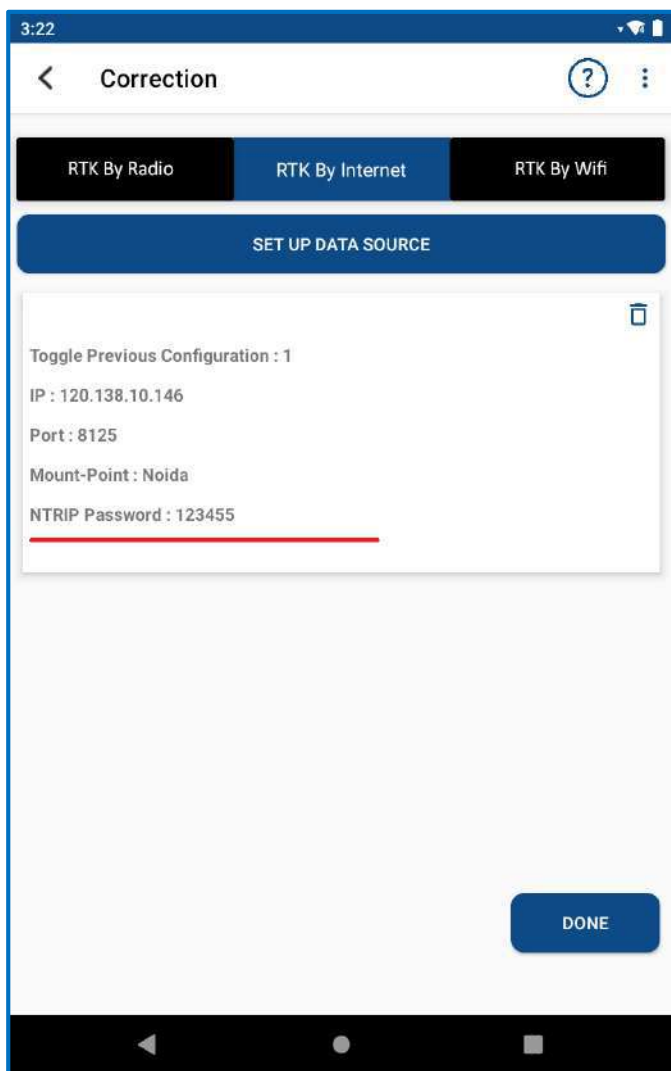 3:22
Correction
?
RTK By Radio
RTK By Internet
RTK By Wifi
SET UP DATA SOURCE
Toggle Previous Configuration : 1
IP : 120.138.10.146
Port : 8125
Mount-Point : Noida
NTRIP Password : 123455
DONE